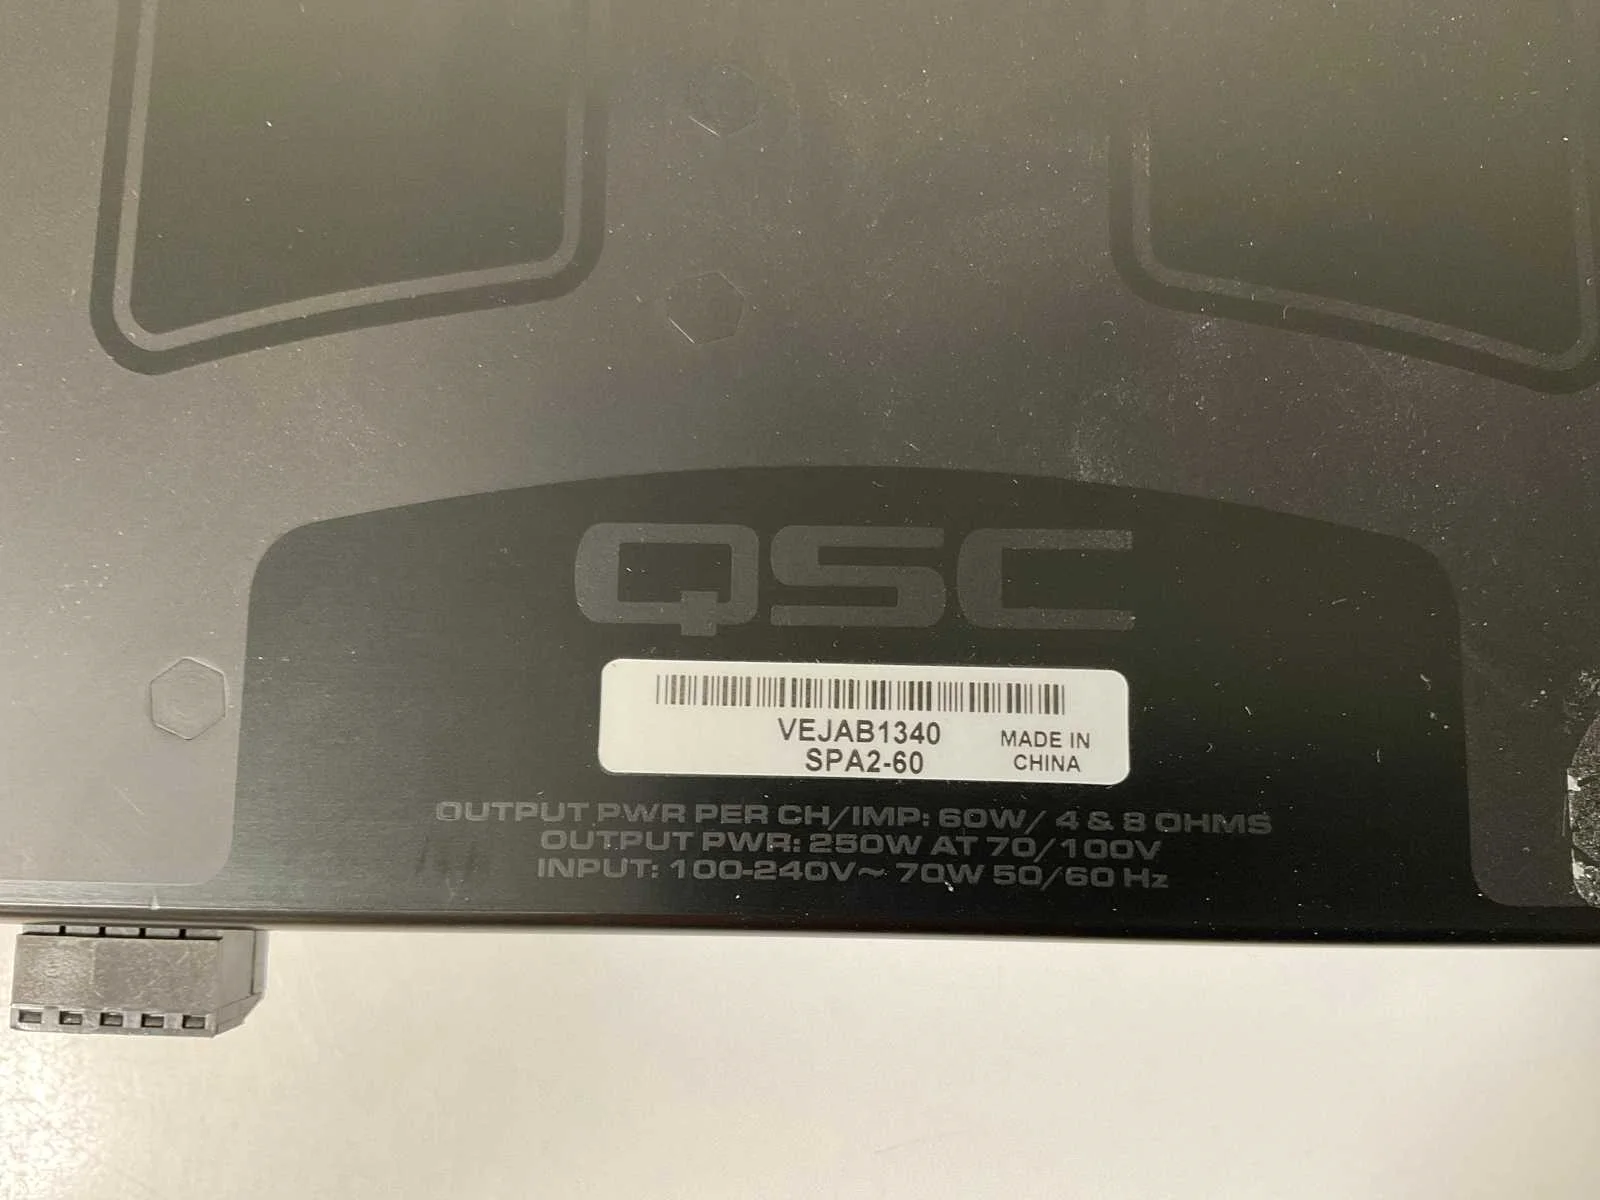 QSC
VEJAB1340
SPA2-60
MADE IN
CHINA
OUTPUT PWR PER CH/IMP: 60W/ 4 & 8 OHMS
OUTPUT PWR: 250W AT 70/100V
INPUT: 100-240V~ 70W 50/60 Hz